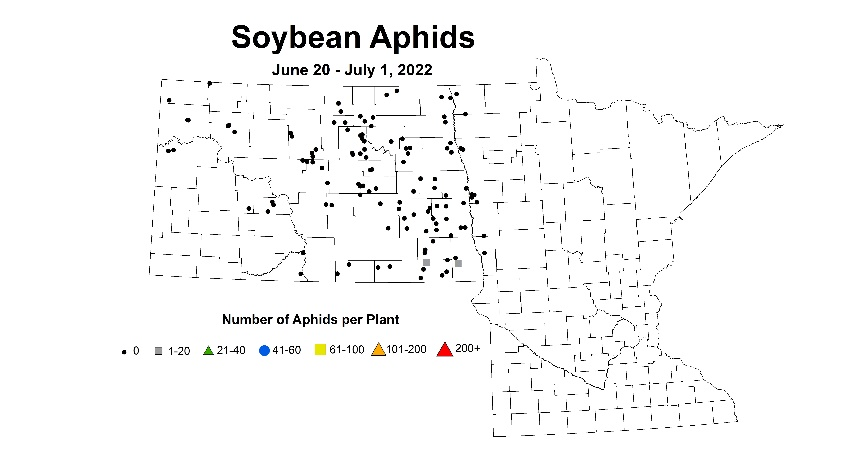 Soybean Aphids
June 20 - July 1, 2022
Number of Aphids per Plant
0 1-20 21-40 41-60 61-100 101-200 200+